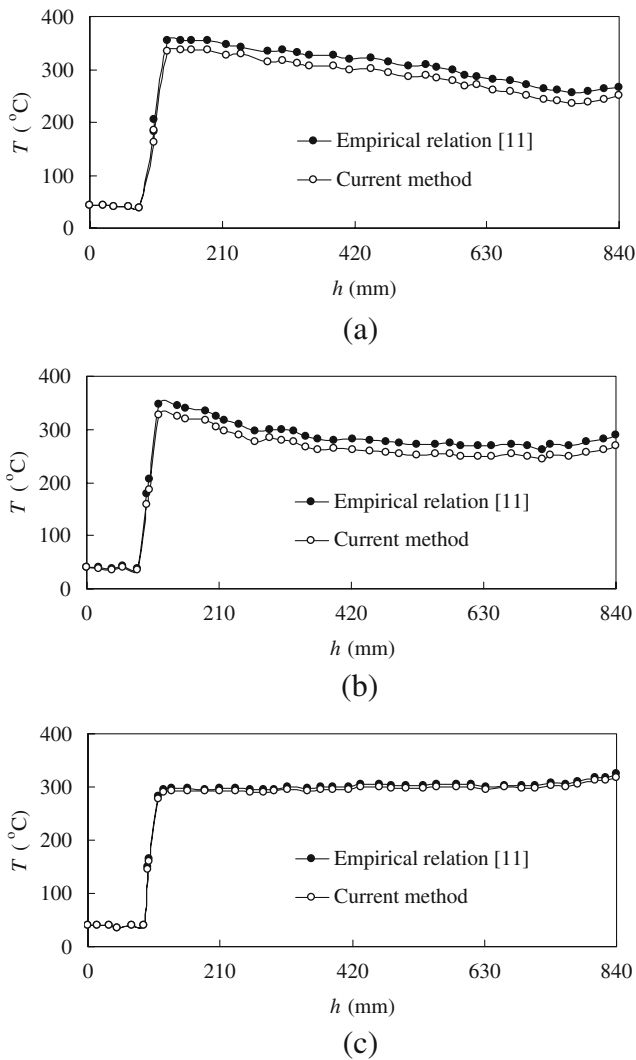 400
300
200
100
0
T ( °C)
Empirical relation [11]
Current method
0 210 420 630 840
h (mm)
(a)
400
300
200
100
0
T ( °C)
Empirical relation [11]
Current method
0 210 420 630 840
h (mm)
(b)
400
300
200
100
0
T ( °C)
Empirical relation [11]
Current method
0 210 420 630 840
h (mm)
(c)